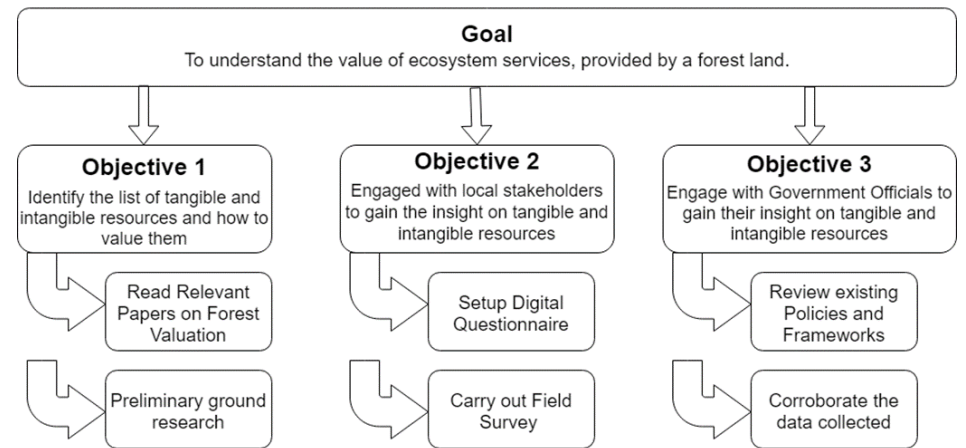 Goal
To understand the value of ecosystem services, provided by a forest land.
Objective 1
Identify the list of tangible and
intangible resources and how to
value them
Read Relevant
Papers on Forest
Valuation
Preliminary ground
research
Objective 2
Engaged with local stakeholders
to gain the insight on tangible and
intangible resources
Setup Digital
Questionnaire
Carry out Field
Survey
Objective 3
Engage with Government Officials to
gain their insight on tangible and
intangible resources
Review existing
Policies and
Frameworks
Corroborate the
data collected